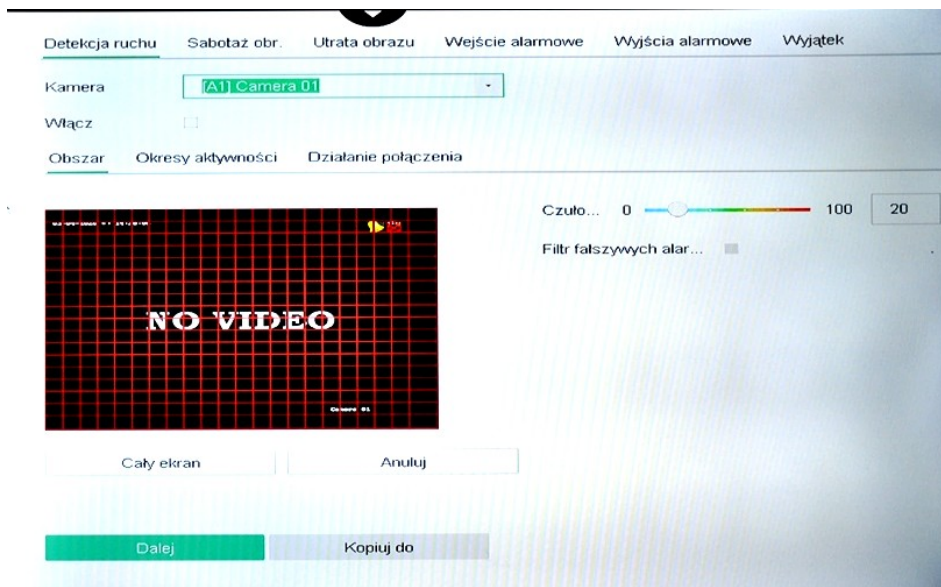 Detekcja ruchu Sabotaż obr. Utrata obrazu Wejście alarmowe Wyjścia alarmowe Wyjątek
Kamera [A1] Camera 01
Włącz
Obszar Okresy aktywności Działanie połączenia
Czuło... 0 100 20
Filtr fałszywych alar...
NO VIDEO
Camera 01
Cały ekran Anuluj
Dalej Kopiuj do